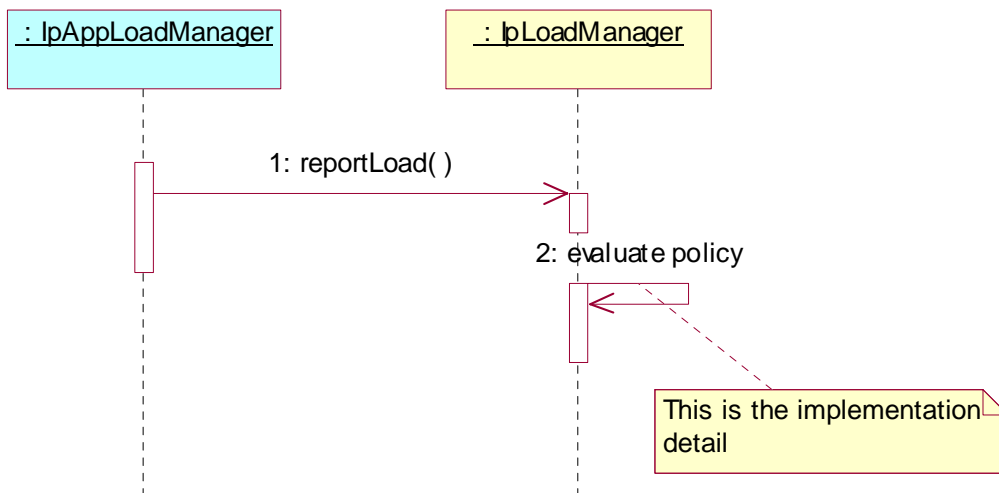 : IpAppLoadManager
: IpLoadManager
1: reportLoad( )
2: evaluate policy
This is the implementation
detail